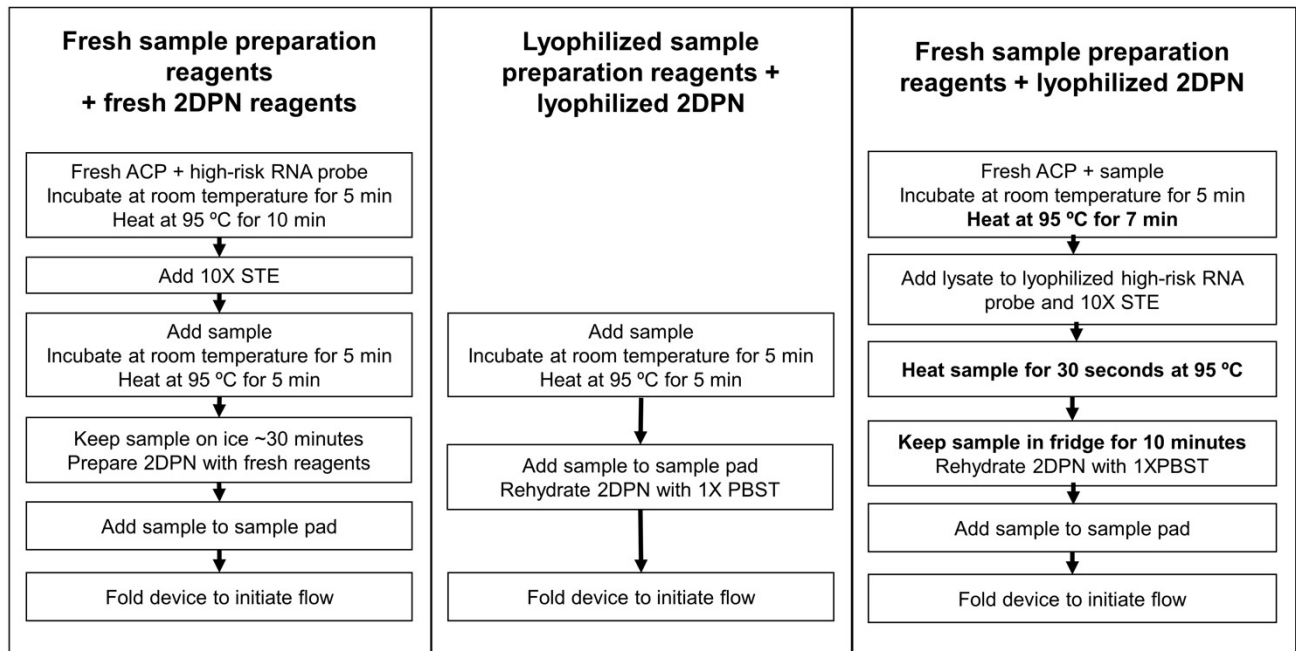 Fresh sample preparation
reagents
+ fresh 2DPN reagents
Fresh ACP + high-risk RNA probe
Incubate at room temperature for 5 min
Heat at 95 ºC for 10 min
Add 10X STE
Add sample
Incubate at room temperature for 5 min
Heat at 95 ºC for 5 min
Keep sample on ice ~30 minutes
Prepare 2DPN with fresh reagents
Add sample to sample pad
Fold device to initiate flow
Lyophilized sample
preparation reagents +
lyophilized 2DPN
Add sample
Incubate at room temperature for 5 min
Heat at 95 ºC for 5 min
Add sample to sample pad
Rehydrate 2DPN with 1X PBST
Fold device to initiate flow
Fresh sample preparation
reagents + lyophilized 2DPN
Fresh ACP + sample
Incubate at room temperature for 5 min
Heat at 95 ºC for 7 min
Add lysate to lyophilized high-risk RNA
probe and 10X STE
Heat sample for 30 seconds at 95 ºC
Keep sample in fridge for 10 minutes
Rehydrate 2DPN with 1XPBST
Add sample to sample pad
Fold device to initiate flow